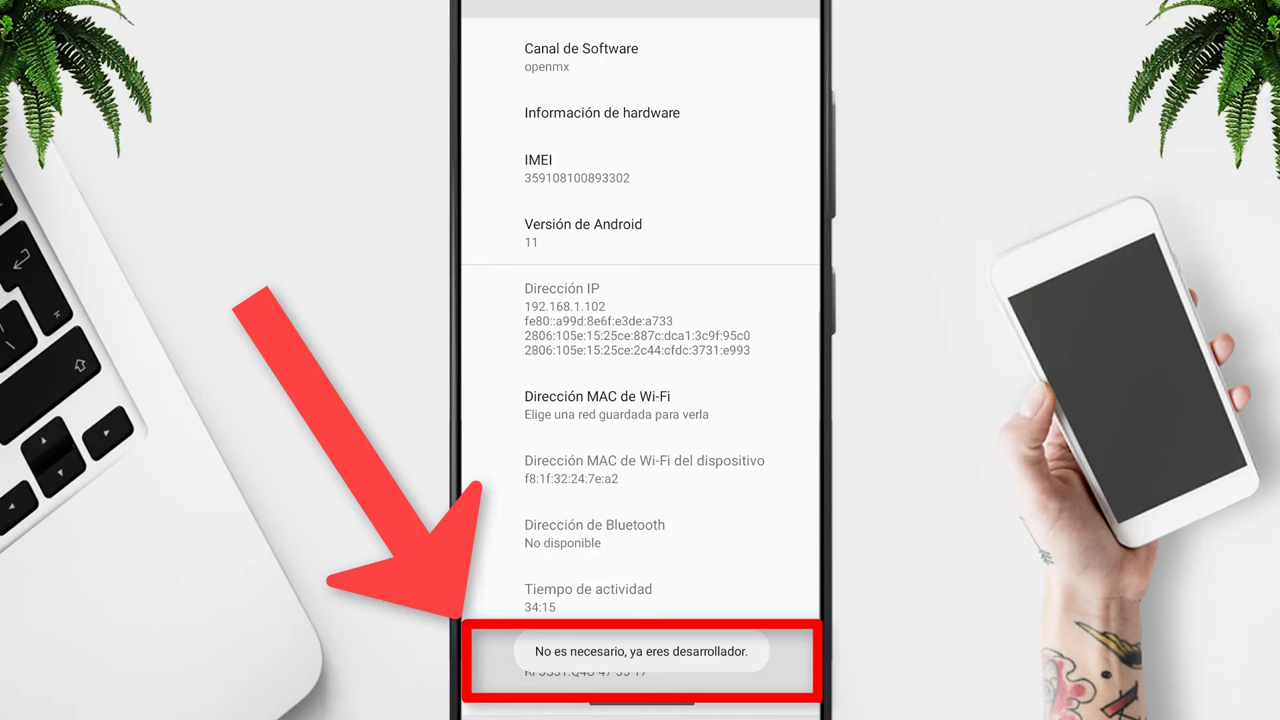 Canal de Software
openmx
Información de hardware
IMEI
359108100893302
Versión de Android
11
Dirección IP
192.168.1.102
fe80::a99d:8e6f:e3de:a733
2806:105e:15:25ce:887c:dca1:3c9f:95c0
2806:105e:15:25ce:2c44:cfdc:3731:e993
Dirección MAC de Wi-Fi
Elige una red guardada para verla
Dirección MAC de Wi-Fi del dispositivo
f8:1f:32:24:7e:a2
Dirección de Bluetooth
No disponible
Tiempo de actividad
34:15
No es necesario, ya eres desarrollador.